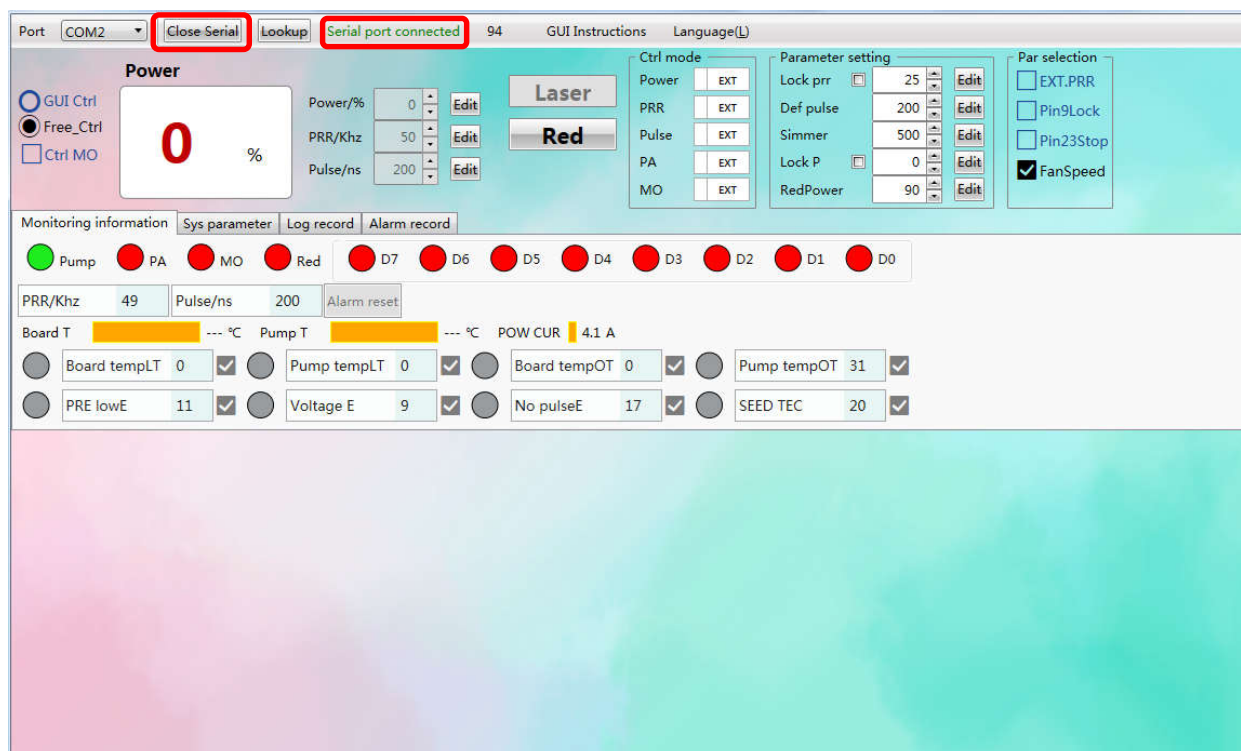 Port COM2 Close Serial Lookup Serial port connected 94 GUI Instructions Language(L)
Power
GUI Ctrl
Free_Ctrl
Ctrl MO
0 %
Power/% 0 Edit
PRR/Khz 50 Edit
Pulse/ns 200 Edit
Laser
Red
Ctrl mode
Power EXT
PRR EXT
Pulse EXT
PA EXT
MO EXT
Parameter setting
Lock prr 25 Edit
Def pulse 200 Edit
Simmer 500 Edit
Lock P 0 Edit
RedPower 90 Edit
Par selection
EXT.PRR
Pin9Lock
Pin23Stop
FanSpeed
Monitoring information Sys parameter Log record Alarm record
Pump PA MO Red D7 D6 D5 D4 D3 D2 D1 D0
PRR/Khz 49 Pulse/ns 200 Alarm reset
Board T --- ℃ Pump T --- ℃ POW CUR 4.1 A
Board tempLT 0 Pump tempLT 0 Board tempOT 0 Pump tempOT 31
PRE lowE 11 Voltage E 9 No pulseE 17 SEED TEC 20